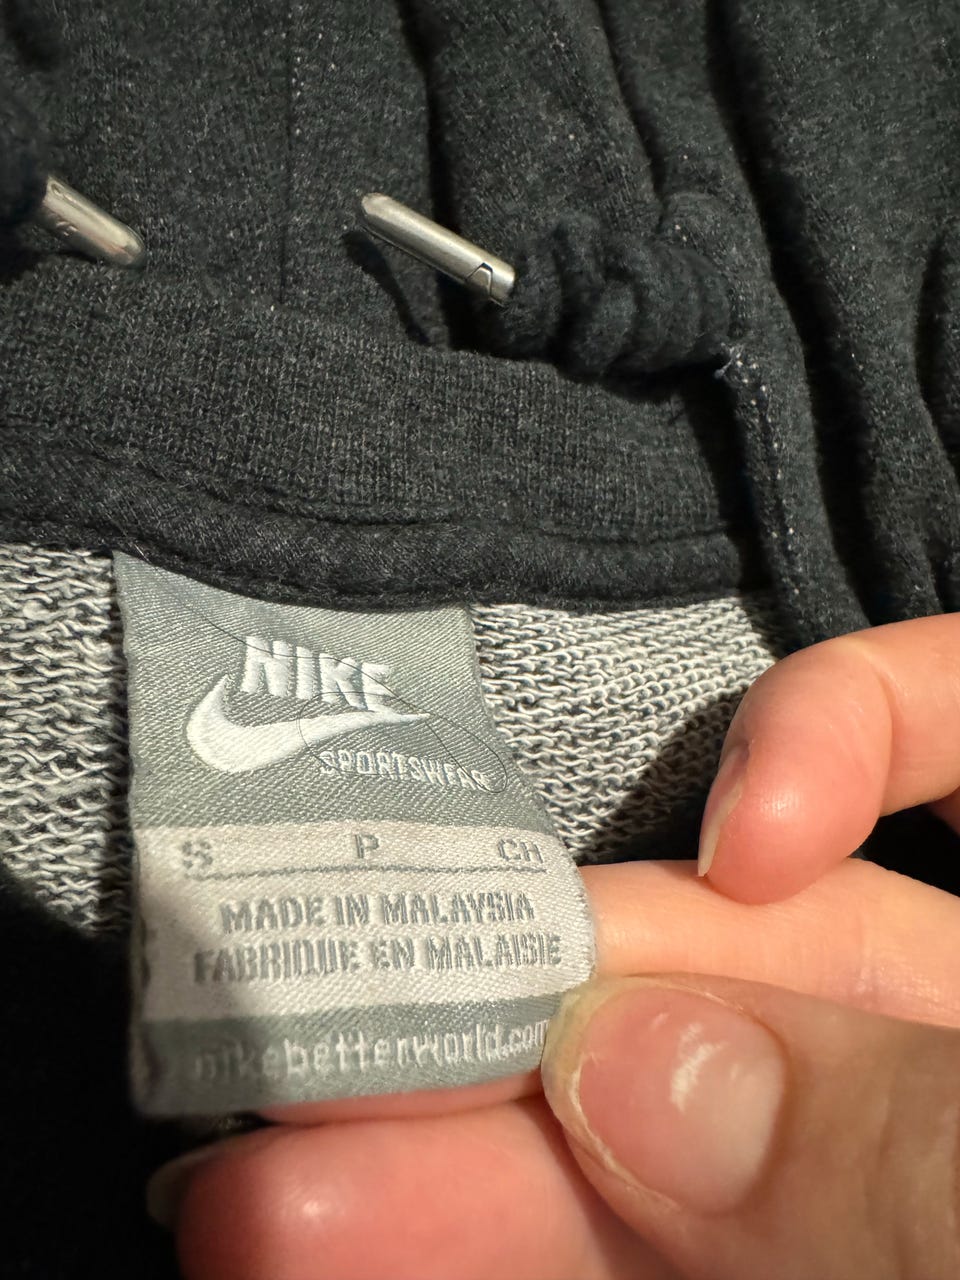 NIKE
SPORTSWEAR
S P CH
MADE IN MALAYSIA
FABRIQUE EN MALAISIE
nikebetterworld.com